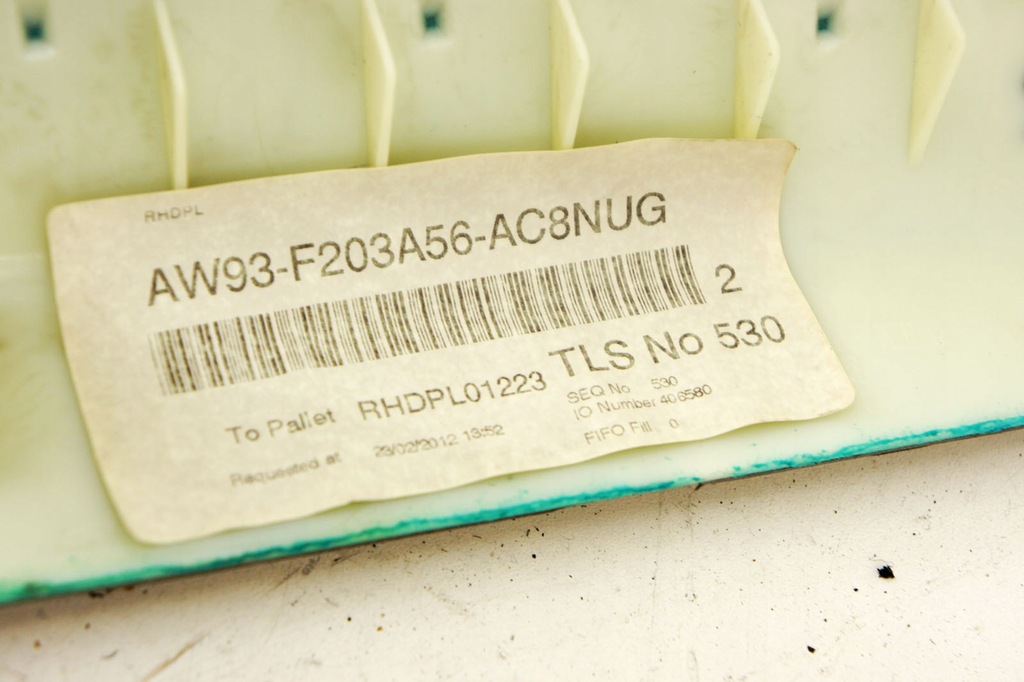 RHDPL
AW93-F203A56-AC8NUG
2
TLS No 530
To Pallet RHDPL01223
SEQ No 530
IO Number 406580
Requested at 23/02/2012 13:52
FIFO Fill 0